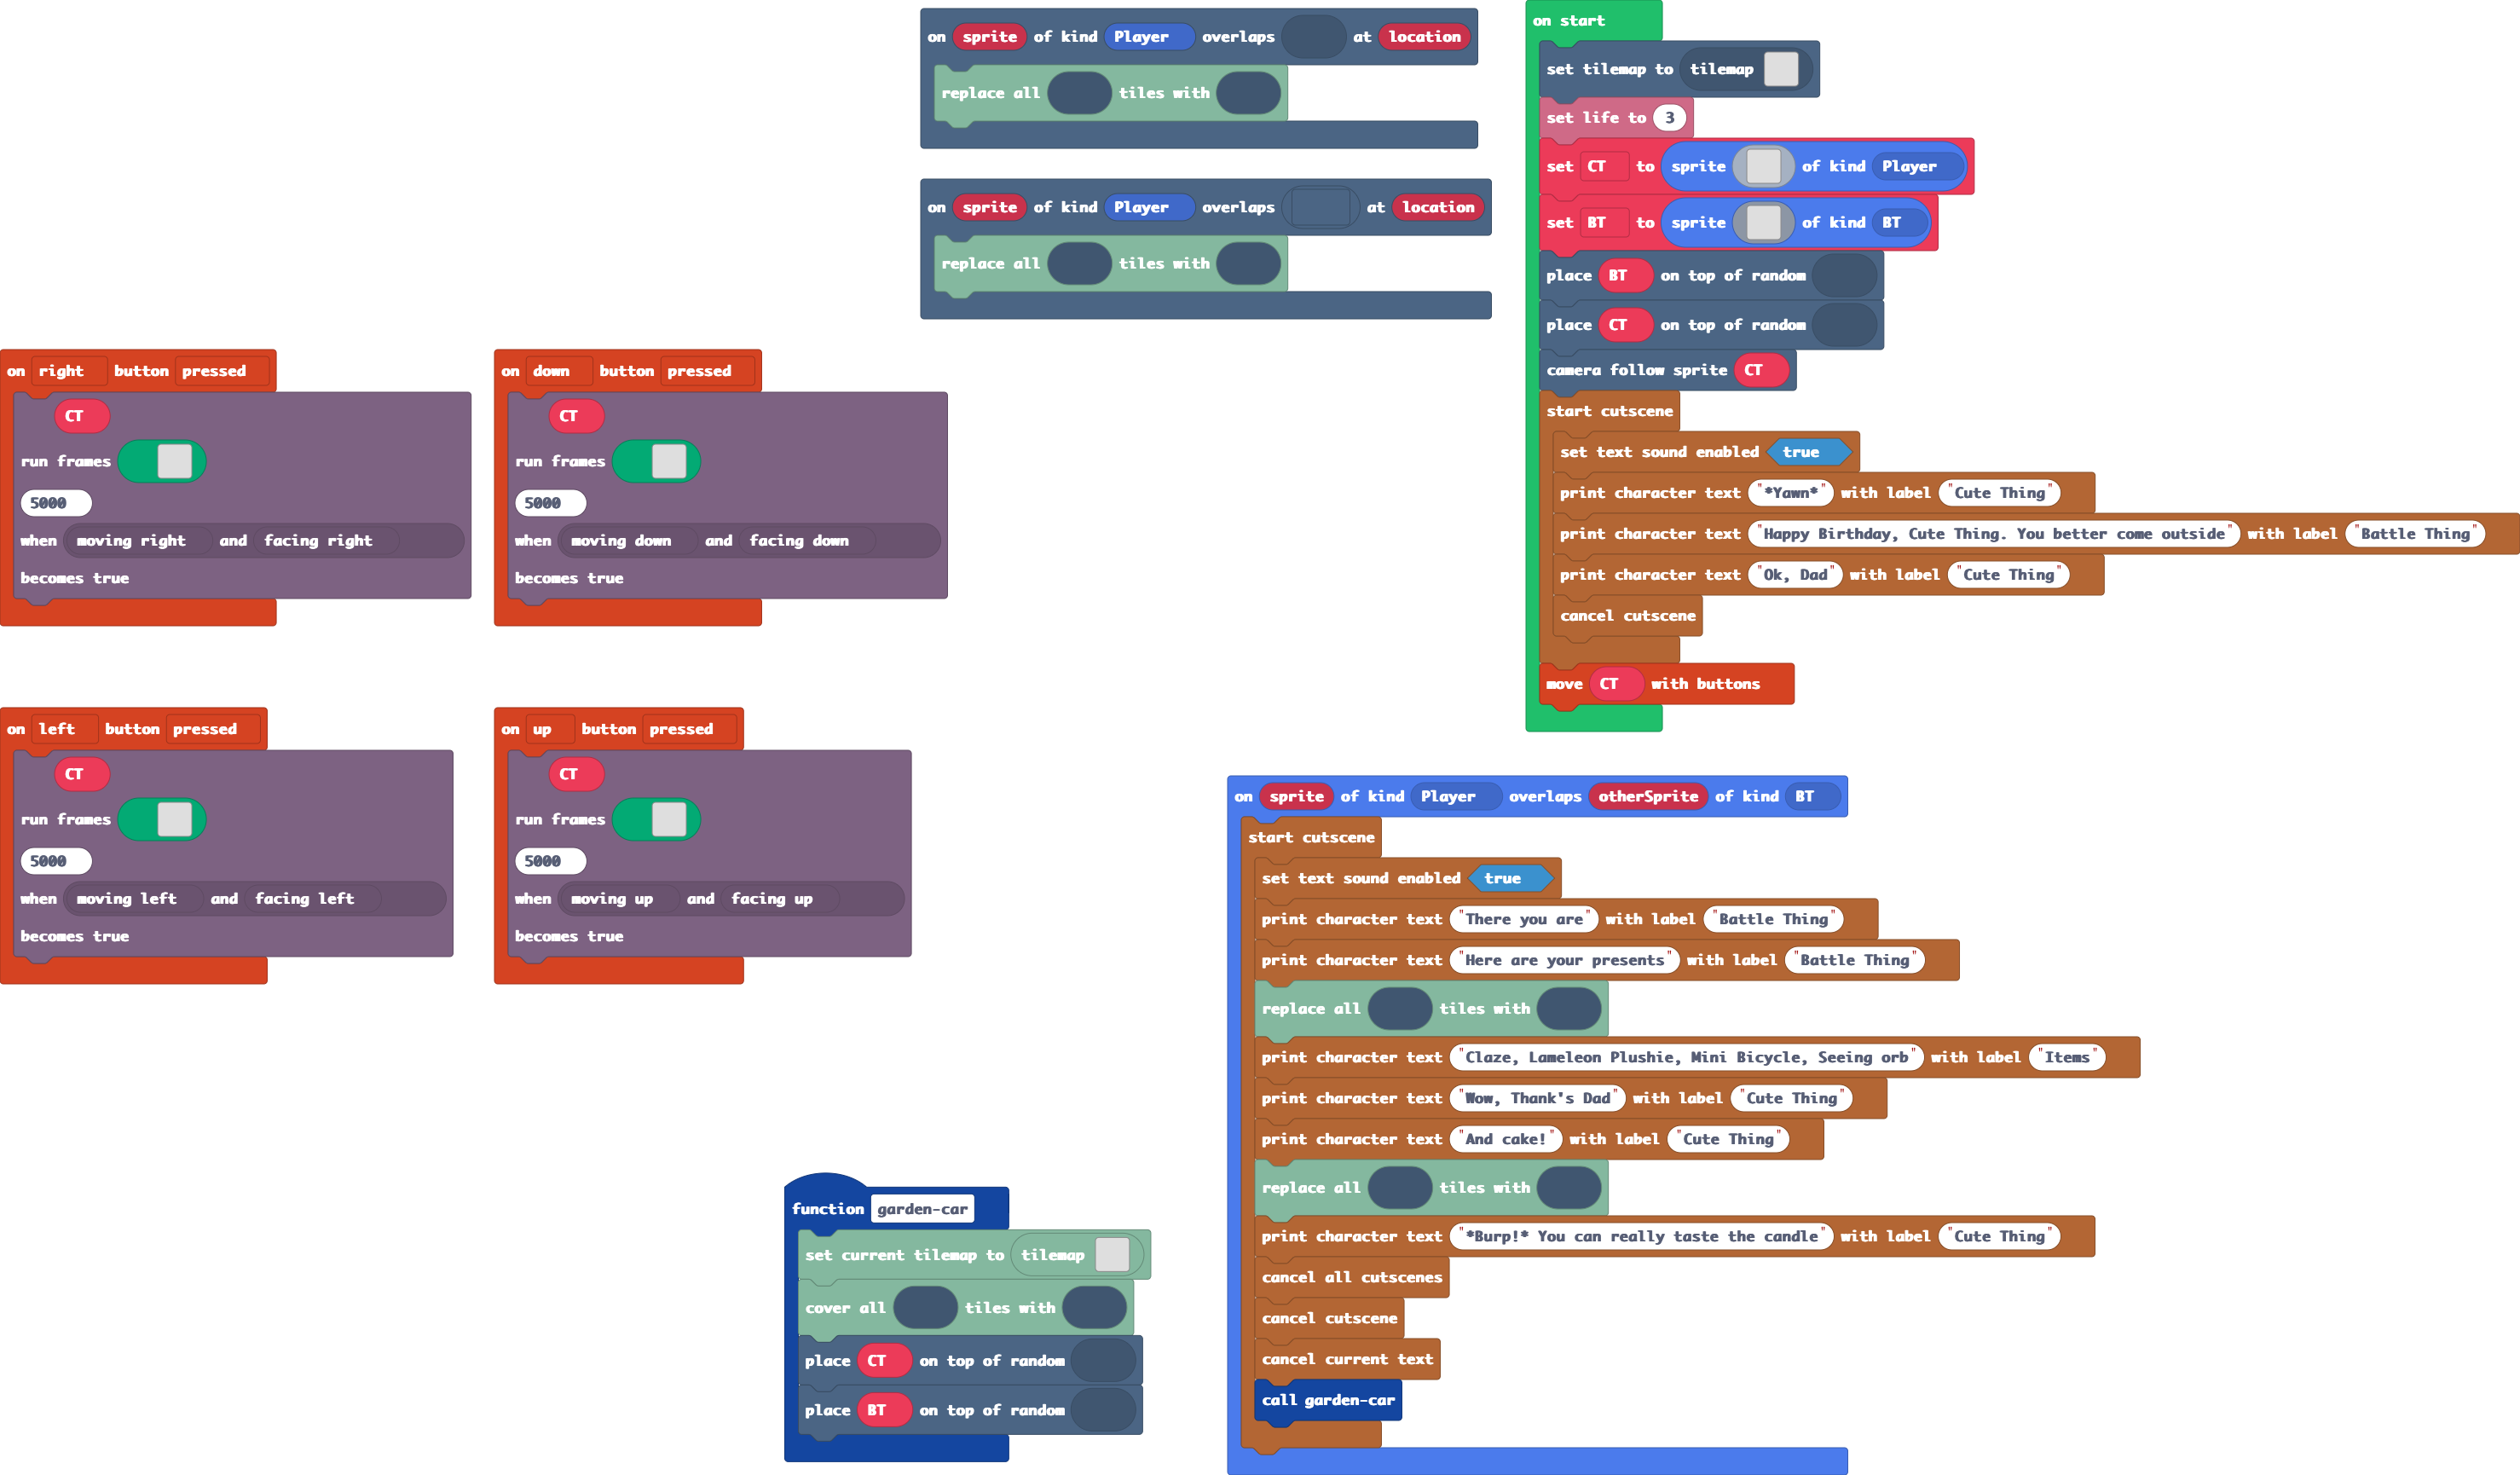 on sprite of kind Player overlaps at location
replace all tiles with
on sprite of kind Player overlaps at location
replace all tiles with
on start
set tilemap to tilemap
set life to 3
set CT to sprite of kind Player
set BT to sprite of kind BT
place BT on top of random
place CT on top of random
camera follow sprite CT
start cutscene
set text sound enabled true
print character text "*Yawn*" with label "Cute Thing"
print character text "Happy Birthday, Cute Thing. You better come outside" with label "Battle Thing"
print character text "Ok, Dad" with label "Cute Thing"
cancel cutscene
move CT with buttons
on right button pressed
CT
run frames
5000
when moving right and facing right
becomes true
on down button pressed
CT
run frames
5000
when moving down and facing down
becomes true
on left button pressed
CT
run frames
5000
when moving left and facing left
becomes true
on up button pressed
CT
run frames
5000
when moving up and facing up
becomes true
on sprite of kind Player overlaps otherSprite of kind BT
start cutscene
set text sound enabled true
print character text "There you are" with label "Battle Thing"
print character text "Here are your presents" with label "Battle Thing"
replace all tiles with
print character text "Claze, Lameleon Plushie, Mini Bicycle, Seeing orb" with label "Items"
print character text "Wow, Thank's Dad" with label "Cute Thing"
print character text "And cake!" with label "Cute Thing"
replace all tiles with
print character text "*Burp!* You can really taste the candle" with label "Cute Thing"
cancel all cutscenes
cancel cutscene
cancel current text
call garden-car
function garden-car
set current tilemap to tilemap
cover all tiles with
place CT on top of random
place BT on top of random